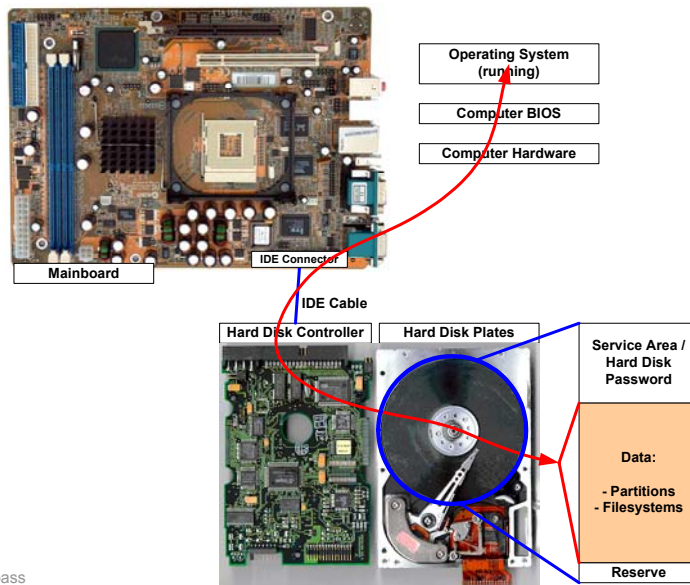 Operating System
(running)
Computer BIOS
Computer Hardware
Mainboard
IDE Connector
IDE Cable
Hard Disk Controller
Hard Disk Plates
Service Area /
Hard Disk
Password
Data:
- Partitions
- Filesystems
Reserve
ass